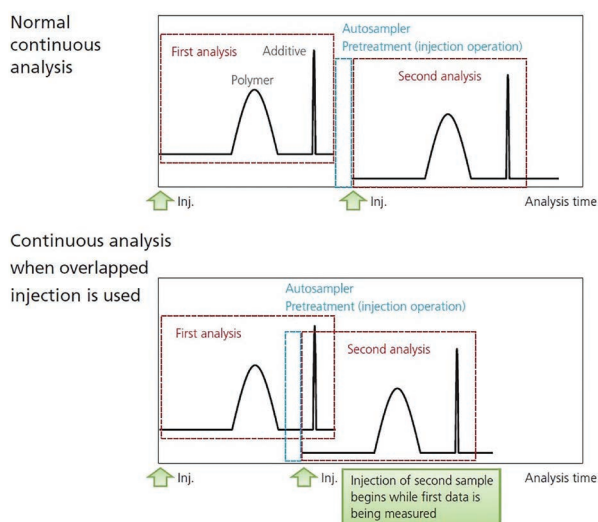 Normal
continuous
analysis
Autosampler
Pretreatment (injection operation)
First analysis
Additive
Polymer
Second analysis
Inj.
Inj.
Analysis time
Continuous analysis
when overlapped
injection is used
Autosampler
Pretreatment (injection operation)
First analysis
Second analysis
Inj.
Inj.
Injection of second sample
begins while first data is
being measured
Analysis time